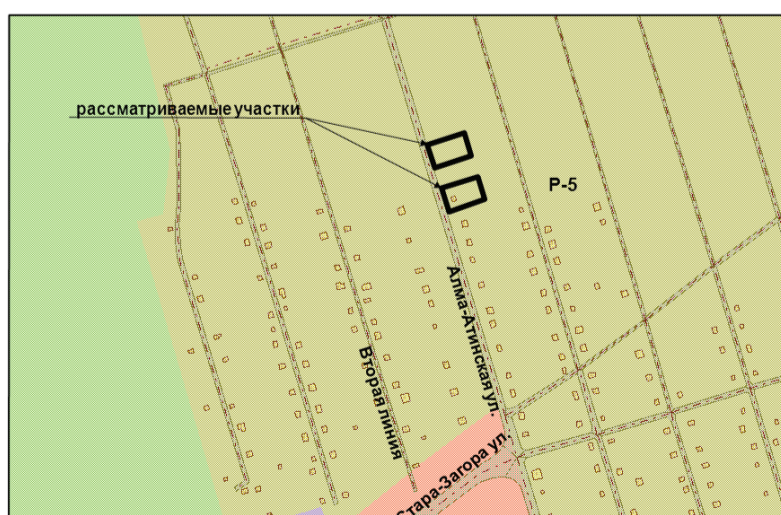 рассматриваемые участки
Р-5
Алма-Атинская ул.
Вторая линия
Стара-Загора ул.